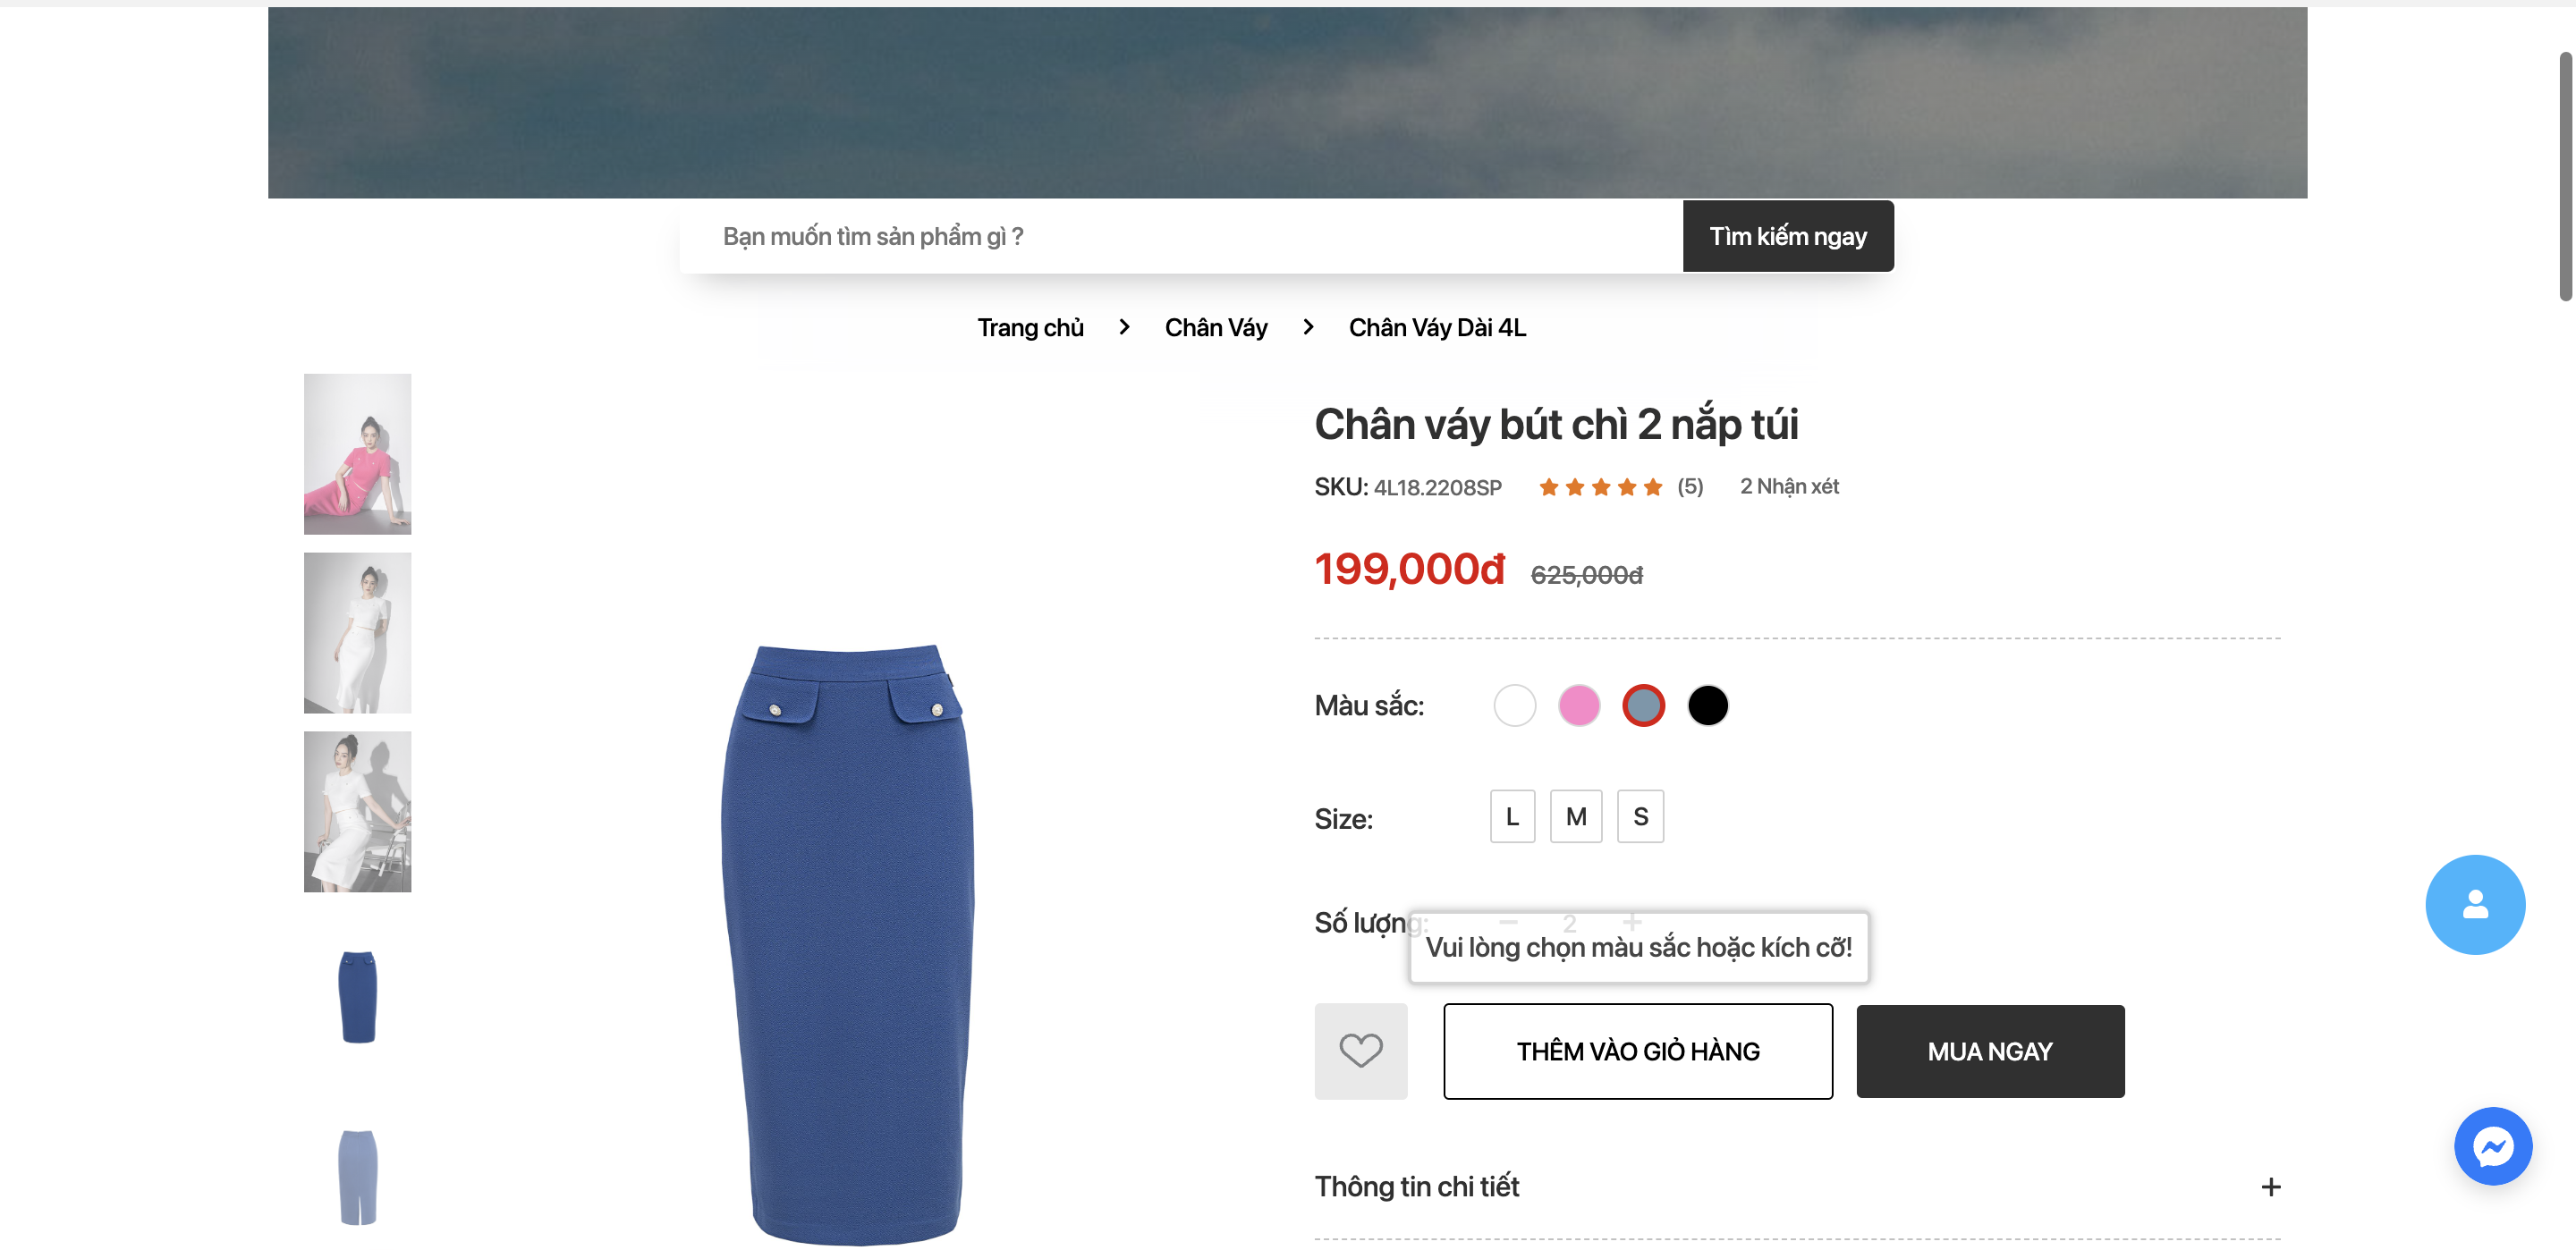 Bạn muốn tìm sản phẩm gì ?
Tìm kiếm ngay
Trang chủ > Chân Váy > Chân Váy Dài 4L
Chân váy bút chì 2 nắp túi
SKU: 4L18.2208SP (5) 2 Nhận xét
199,000đ 625,000đ
Màu sắc:
Size: L M S
Số lượng: − 2 +
Vui lòng chọn màu sắc hoặc kích cỡ!
THÊM VÀO GIỎ HÀNG
MUA NGAY
Thông tin chi tiết +